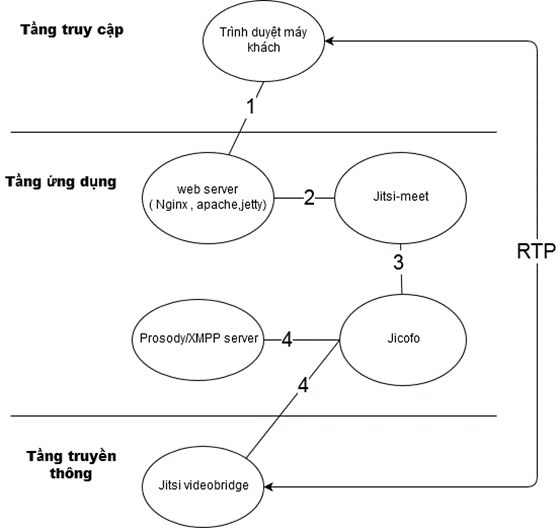 Tầng truy cập
Trình duyệt máy
khách
1
Tầng ứng dụng
web server
( Nginx , apache,jetty)
2
Jitsi-meet
RTP
3
Prosody/XMPP server
4
Jicofo
4
Tầng truyền
thông
Jitsi videobridge